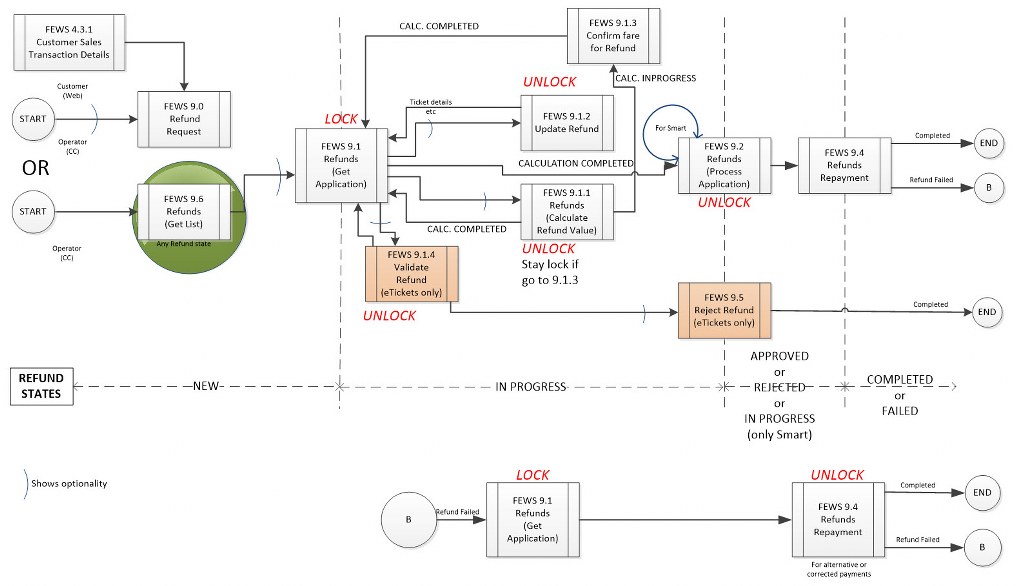 FEWS 4.3.1
Customer Sales
Transaction Details
Customer
(Web)
START
Operator
(CC)
FEWS 9.0
Refund
Request
OR
START
Operator
(CC)
FEWS 9.6
Refunds
(Get List)
Any Refund state
LOCK
FEWS 9.1
Refunds
(Get
Application)
CALC. COMPLETED
FEWS 9.1.3
Confirm fare
for Refund
CALC. INPROGRESS
UNLOCK
Ticket details
etc
FEWS 9.1.2
Update Refund
CALCULATION COMPLETED
FEWS 9.1.1
Refunds
(Calculate
Refund Value)
CALC. COMPLETED
UNLOCK
Stay lock if
go to 9.1.3
FEWS 9.1.4
Validate
Refund
(eTickets only)
UNLOCK
For Smart
FEWS 9.2
Refunds
(Process
Application)
UNLOCK
FEWS 9.4
Refunds
Repayment
Completed
END
Refund Failed
B
FEWS 9.5
Reject Refund
(eTickets only)
Completed
END
REFUND
STATES
NEW
IN PROGRESS
APPROVED
or
REJECTED
or
IN PROGRESS
(only Smart)
COMPLETED
or
FAILED
Shows optionality
B
Refund Failed
LOCK
FEWS 9.1
Refunds
(Get
Application)
UNLOCK
FEWS 9.4
Refunds
Repayment
For alternative or
corrected payments
Completed
END
Refund Failed
B